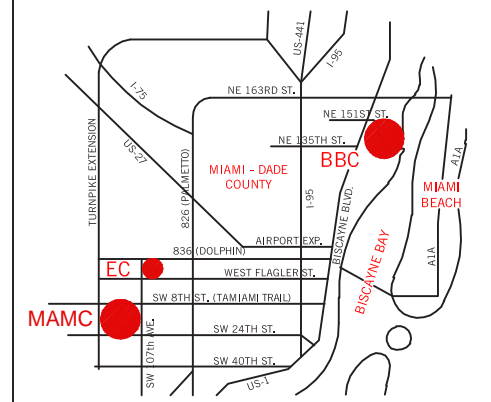 US-441
I-95
I-75
NE 163RD ST.
NE 151ST ST.
NE 135TH ST.
BBC
US-27
TURNPIKE EXTENSION
826 (PALMETTO)
MIAMI - DADE
COUNTY
I-95
BISCAYNE BLVD.
MIAMI
BEACH
A1A
A1A
AIRPORT EXP.
836 (DOLPHIN)
BISCAYNE BAY
EC
WEST FLAGLER ST.
SW 8TH ST. (TAMIAMI TRAIL)
MAMC
SW 24TH ST.
SW 107th AVE.
SW 40TH ST.
US-1